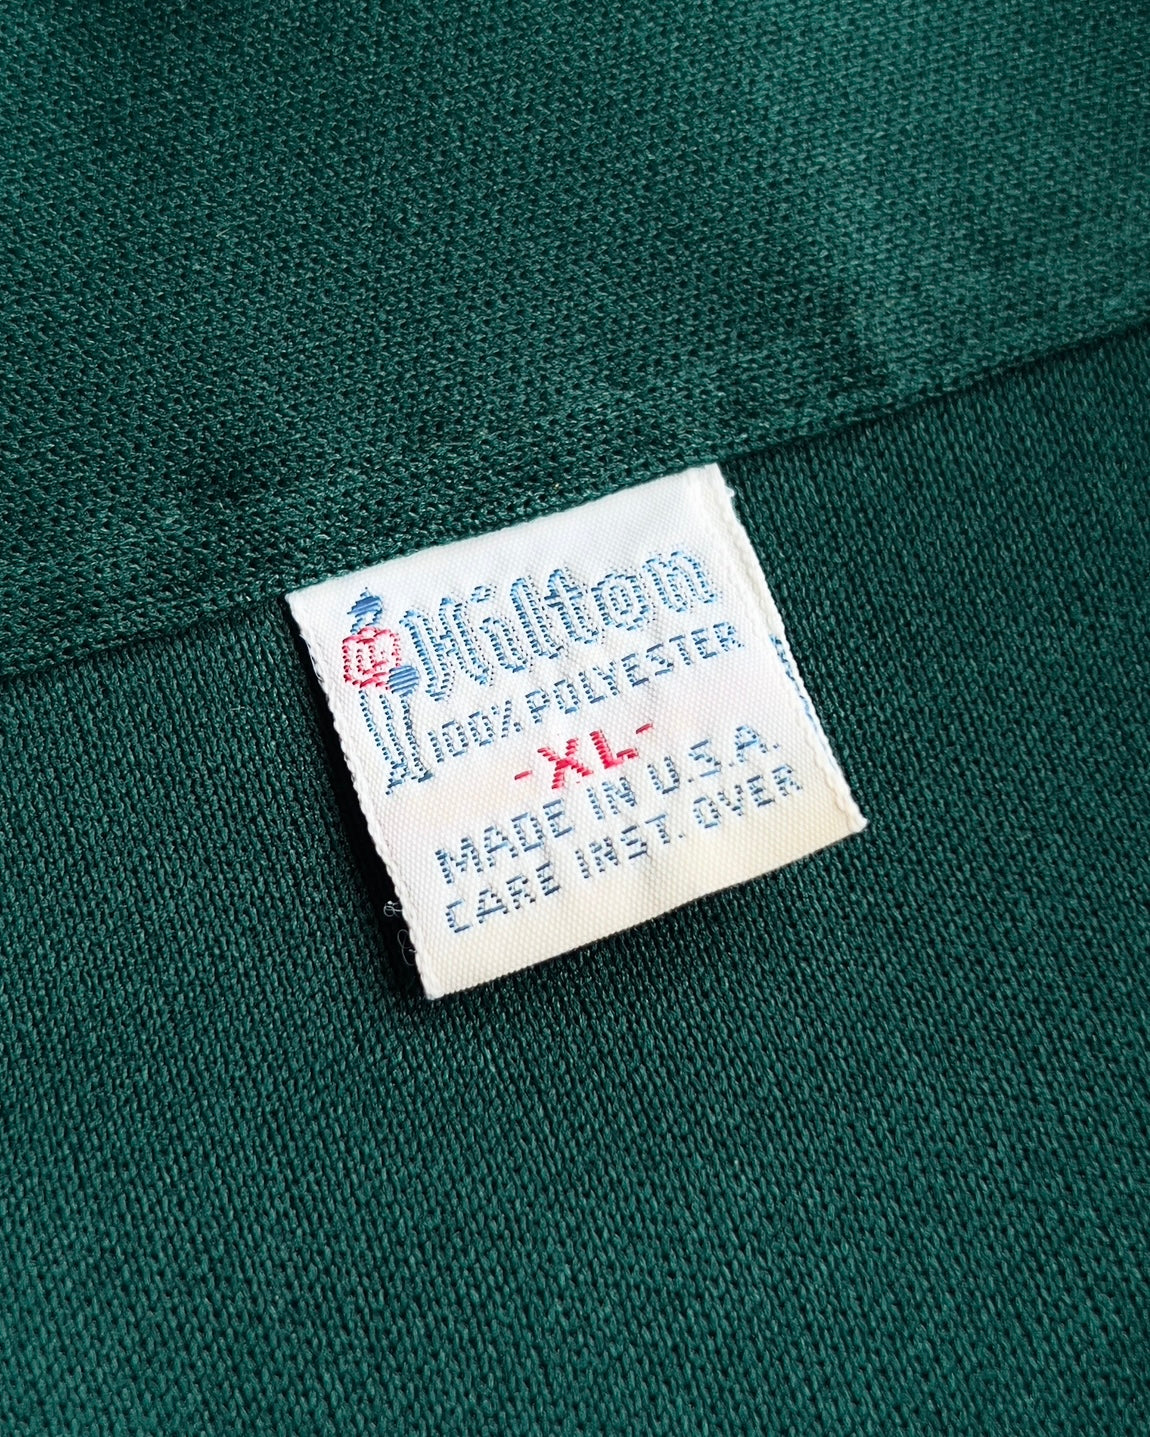 Hilton
100% POLYESTER
-XL-
MADE IN U.S.A.
CARE INST. OVER